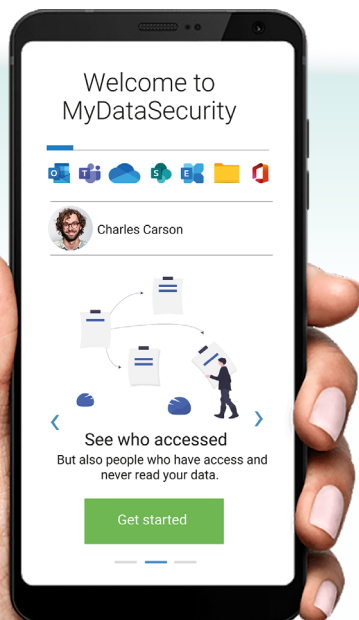 Welcome to
MyDataSecurity
Charles Carson
See who accessed
But also people who have access and
never read your data.
Get started